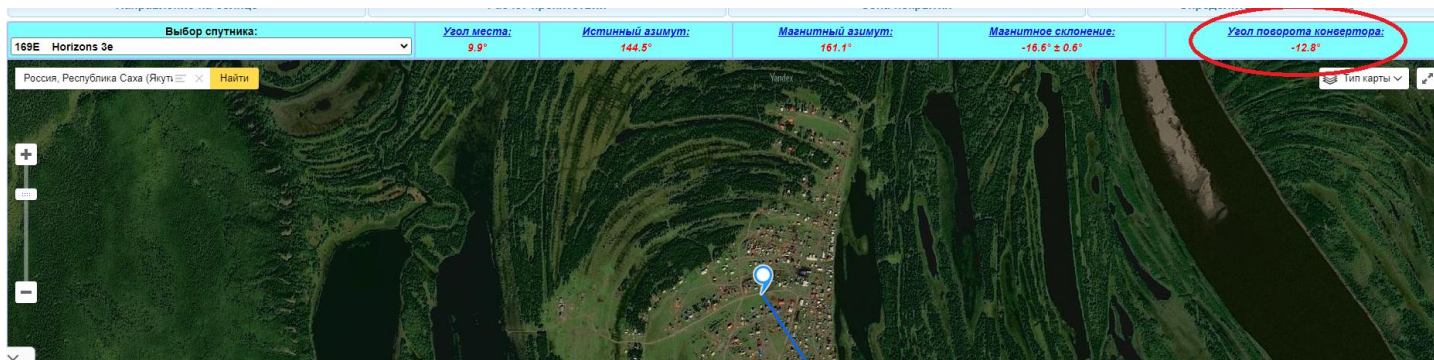 Выбор спутника:
169E Horizons 3e
Угол места:
9.9°
Истинный азимут:
144.5°
Магнитный азимут:
161.1°
Магнитное склонение:
-16.6° ± 0.6°
Угол поворота конвертора:
-12.8°
Россия, Республика Саха (Якути
Найти
Yandex
Тип карты